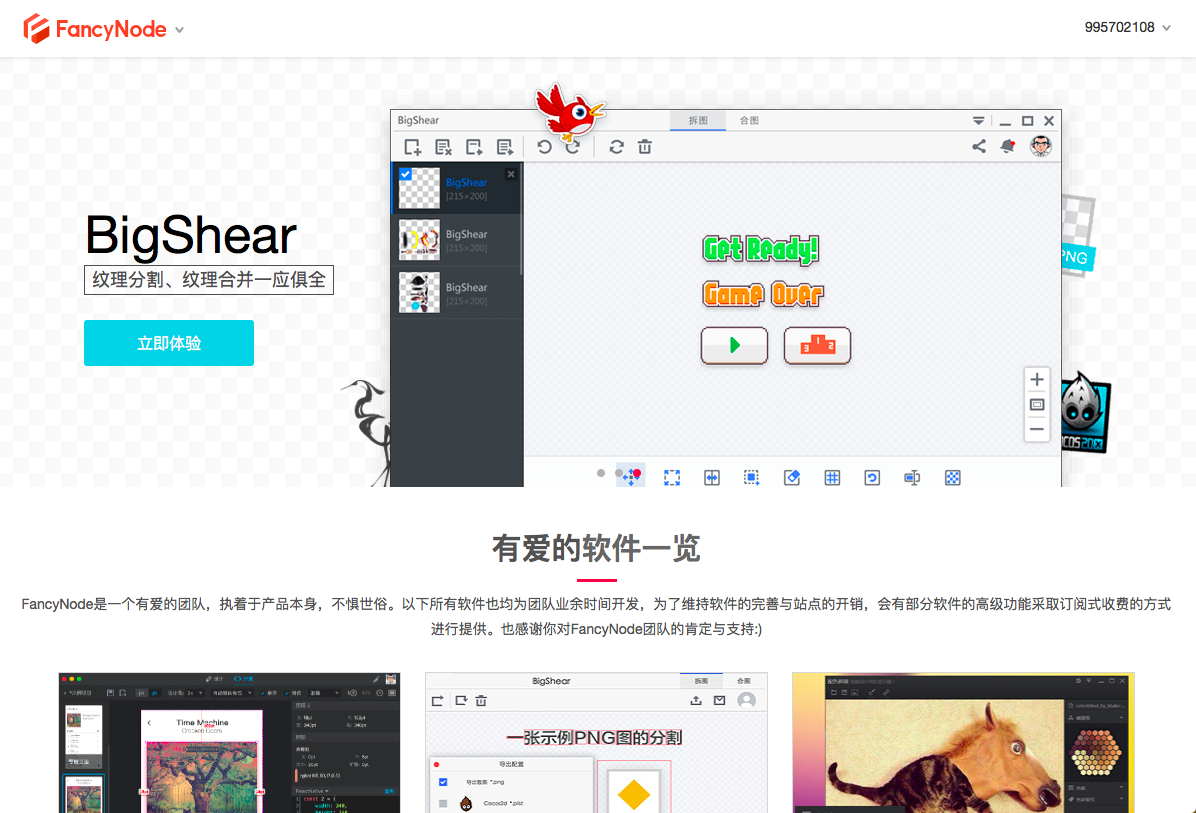 FancyNode
995702108
BigShear
拆图
合图
BigShear
[215×200]
BigShear
[215×200]
BigShear
[215×200]
BigShear
纹理分割、纹理合并一应俱全
立即体验
Get Ready!
Game Over
3 1 2
PNG
COCOS2DX
有爱的软件一览
FancyNode是一个有爱的团队，执着于产品本身，不惧世俗。以下所有软件也均为团队业余时间开发，为了维持软件的完善与站点的开销，会有部分软件的高级功能采取订阅式收费的方式
进行提供。也感谢你对FancyNode团队的肯定与支持:)
Time Machine
Crooked Doors
BigShear
拆图
合图
一张示例PNG图的分割
导出配置
导出散图 *.png
Cocos2d *.plist